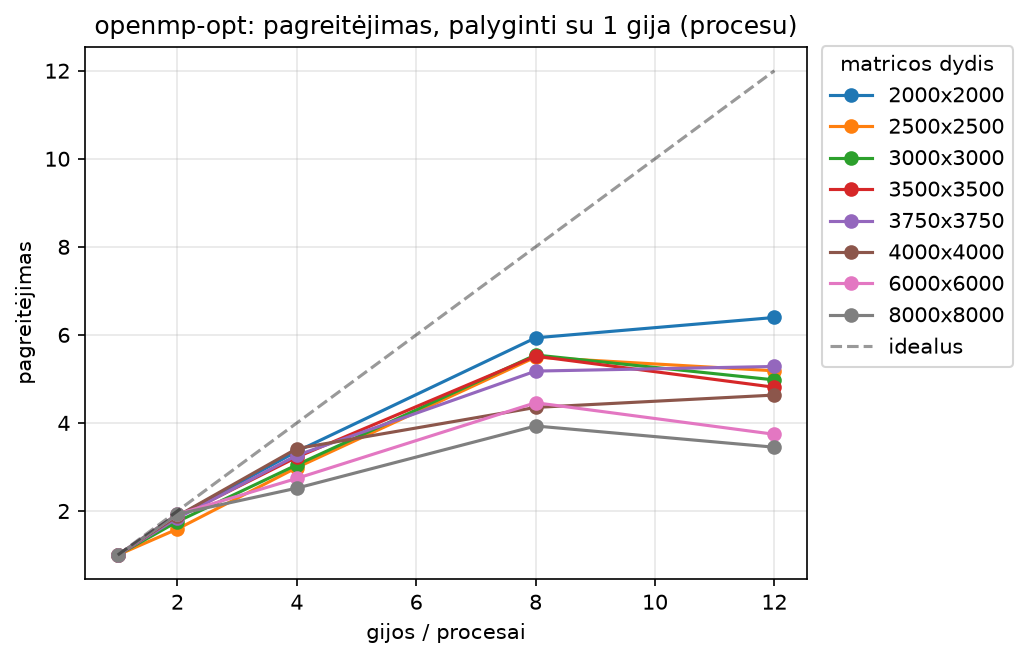 openmp-opt: pagreitėjimas, palyginti su 1 gija (procesu)
pagreitėjimas
12
10
8
6
4
2
2 4 6 8 10 12
gijos / procesai
matricos dydis
2000x2000
2500x2500
3000x3000
3500x3500
3750x3750
4000x4000
6000x6000
8000x8000
idealus